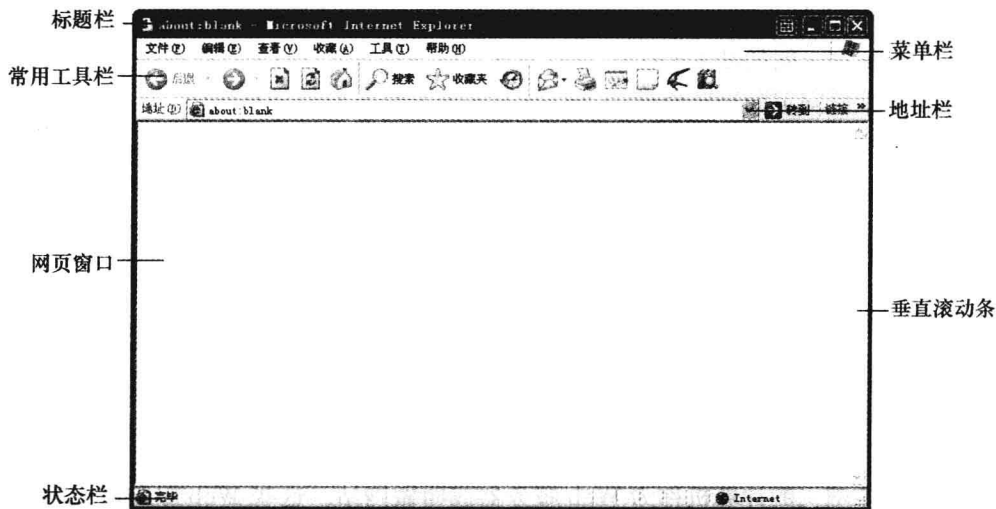 标题栏
about:blank - Microsoft Internet Explorer
文件(F) 编辑(E) 查看(V) 收藏(A) 工具(T) 帮助(H)
菜单栏
常用工具栏
后退 搜索 收藏夹
地址(D) about:blank 转到 链接 »
地址栏
网页窗口
垂直滚动条
状态栏
完毕 Internet